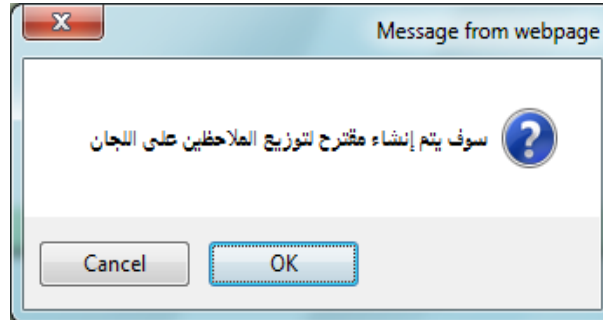 Message from webpage
سوف يتم إنشاء مقترح لتوزيع الملاحظين على اللجان
Cancel
OK